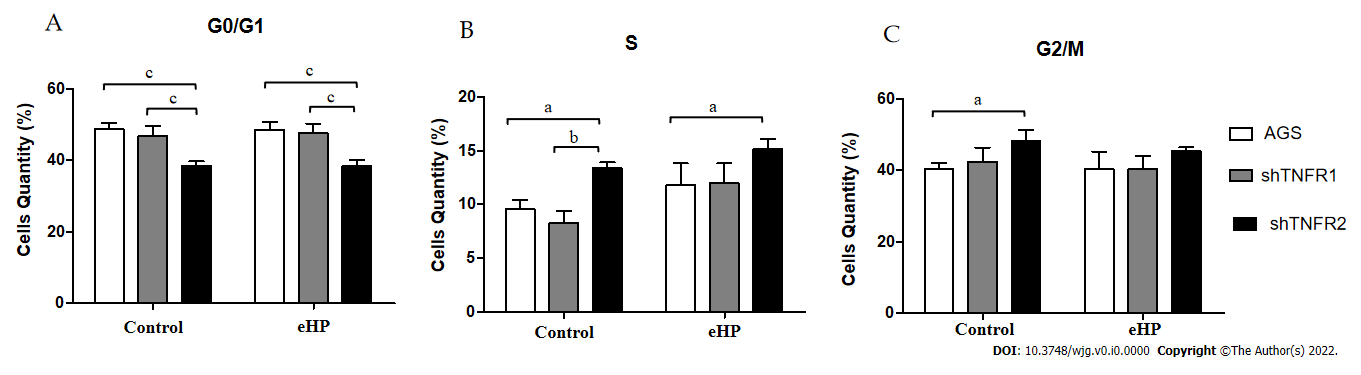 A
G0/G1
Cells Quantity (%)
60
40
20
0
c
c
c
c
Control
eHP
B
S
Cells Quantity (%)
20
15
10
5
0
a
b
a
Control
eHP
C
G2/M
Cells Quantity (%)
60
40
20
0
a
Control
eHP
AGS
shTNFR1
shTNFR2
DOI: 10.3748/wjg.v0.i0.0000 Copyright ©The Author(s) 2022.